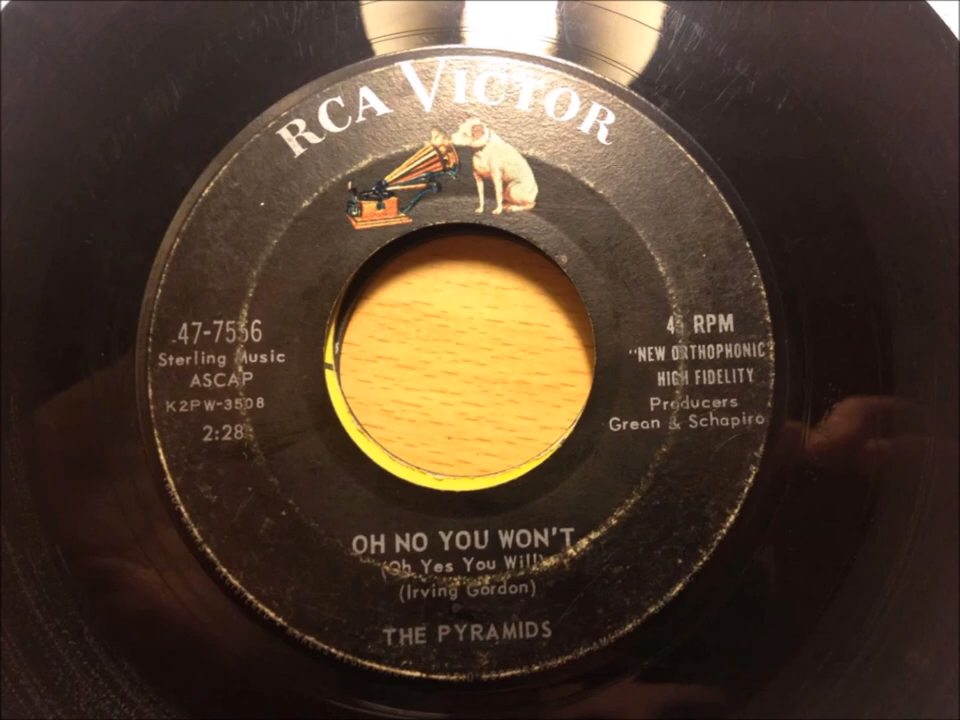 RCA VICTOR
47-7556
Sterling Music
ASCAP
K2PW-3508
2:28
45 RPM
"NEW ORTHOPHONIC"
HIGH FIDELITY
Producers
Grean & Schapiro
OH NO YOU WON'T
(Oh Yes You Will)
(Irving Gordon)
THE PYRAMIDS